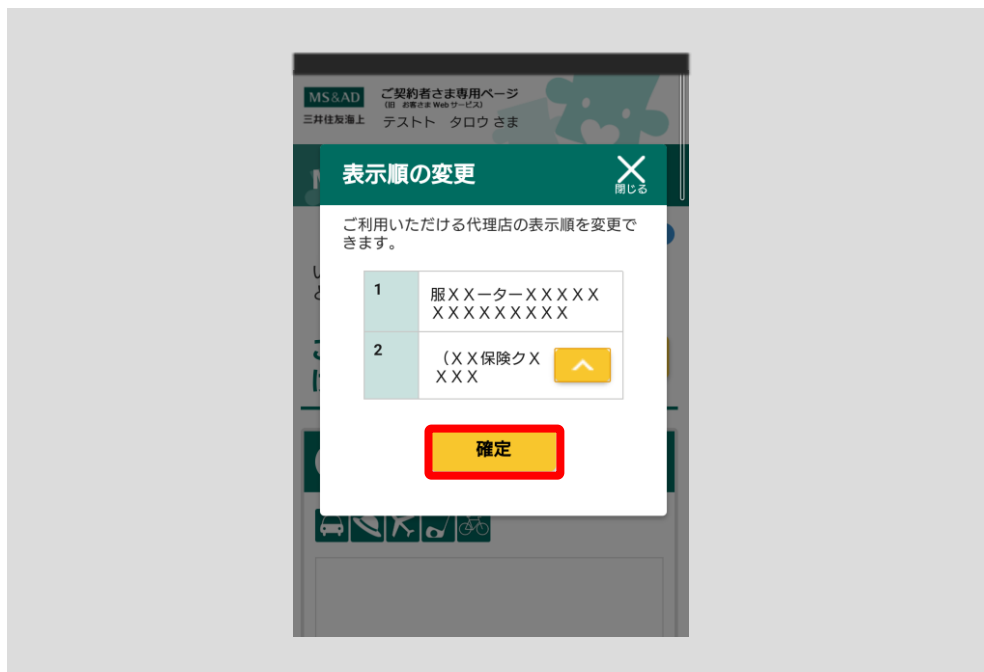 MS&AD
ご契約者さま専用ページ
(旧 お客さま Web サービス)
三井住友海上
テストト タロウ さま
表示順の変更
閉じる
ご利用いただける代理店の表示順を変更で
きます。
1
服ＸＸーターＸＸＸＸＸ
ＸＸＸＸＸＸＸＸＸ
2
（ＸＸ保険クＸ
ＸＸＸ
確定